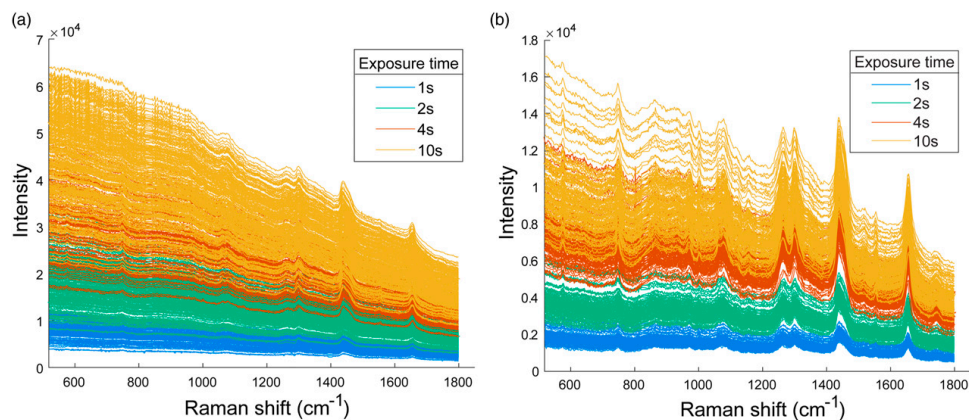 (a)
×10⁴
7
6
5
4
3
2
1
0
Intensity
600 800 1000 1200 1400 1600 1800
Raman shift (cm⁻¹)
Exposure time
1s
2s
4s
10s
(b)
×10⁴
1.8
1.6
1.4
1.2
1.0
0.8
0.6
0.4
0.2
0
Intensity
600 800 1000 1200 1400 1600 1800
Raman shift (cm⁻¹)
Exposure time
1s
2s
4s
10s